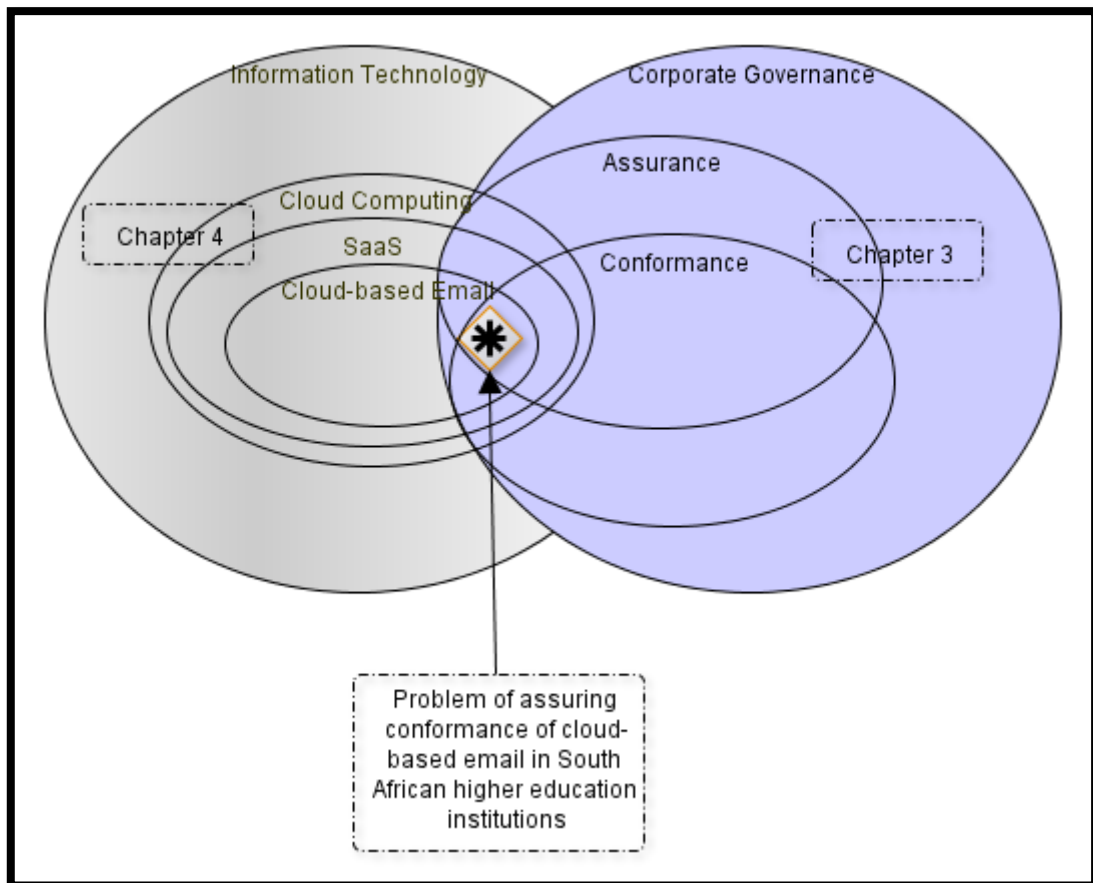 Information Technology
Corporate Governance
Assurance
Cloud Computing
Chapter 4
SaaS
Chapter 3
Conformance
Cloud-based Email
Problem of assuring
conformance of cloud-
based email in South
African higher education
institutions